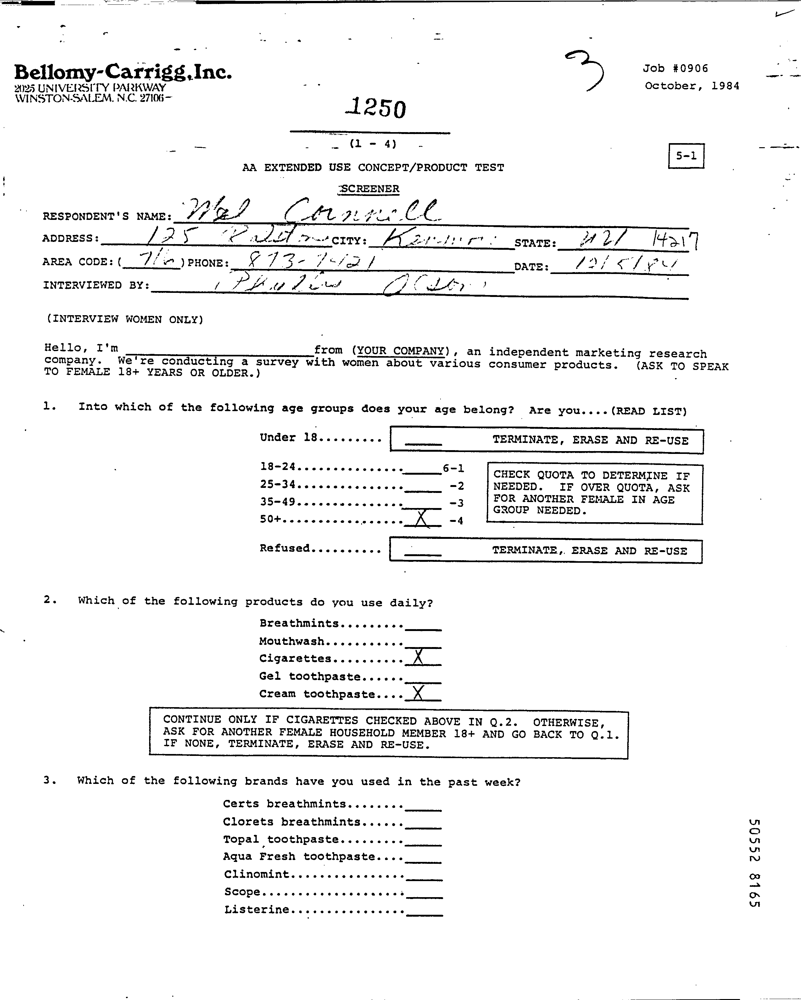 Bellomy-Carrigg, Inc.
2025 UNIVERSITY PARKWAY
WINSTON-SALEM, N.C. 27106
3
Job #0906
October, 1984
1250
(1 - 4)
5-1
AA EXTENDED USE CONCEPT/PRODUCT TEST
SCREENER
RESPONDENT'S NAME: Mel Cornnell
ADDRESS: 125 CITY: STATE: 14217
AREA CODE: (716) PHONE: 873-7421 DATE: 10/5/84
INTERVIEWED BY: Olson
(INTERVIEW WOMEN ONLY)
Hello, I'm ____ from (YOUR COMPANY), an independent marketing research
company. We're conducting a survey with women about various consumer products. (ASK TO SPEAK
TO FEMALE 18+ YEARS OR OLDER.)
1. Into which of the following age groups does your age belong? Are you....(READ LIST)
Under 18......... ____ TERMINATE, ERASE AND RE-USE
18-24...............____6-1
25-34...............____ -2
35-49...............____ -3
50+.................X -4
CHECK QUOTA TO DETERMINE IF
NEEDED. IF OVER QUOTA, ASK
FOR ANOTHER FEMALE IN AGE
GROUP NEEDED.
Refused.......... ____ TERMINATE, ERASE AND RE-USE
2. Which of the following products do you use daily?
Breathmints.........____
Mouthwash...........____
Cigarettes..........X
Gel toothpaste......____
Cream toothpaste....X
CONTINUE ONLY IF CIGARETTES CHECKED ABOVE IN Q.2. OTHERWISE,
ASK FOR ANOTHER FEMALE HOUSEHOLD MEMBER 18+ AND GO BACK TO Q.1.
IF NONE, TERMINATE, ERASE AND RE-USE.
3. Which of the following brands have you used in the past week?
Certs breathmints........____
Clorets breathmints......____
Topal toothpaste.........____
Aqua Fresh toothpaste....____
Clinomint................____
Scope....................____
Listerine................____
50552 8165